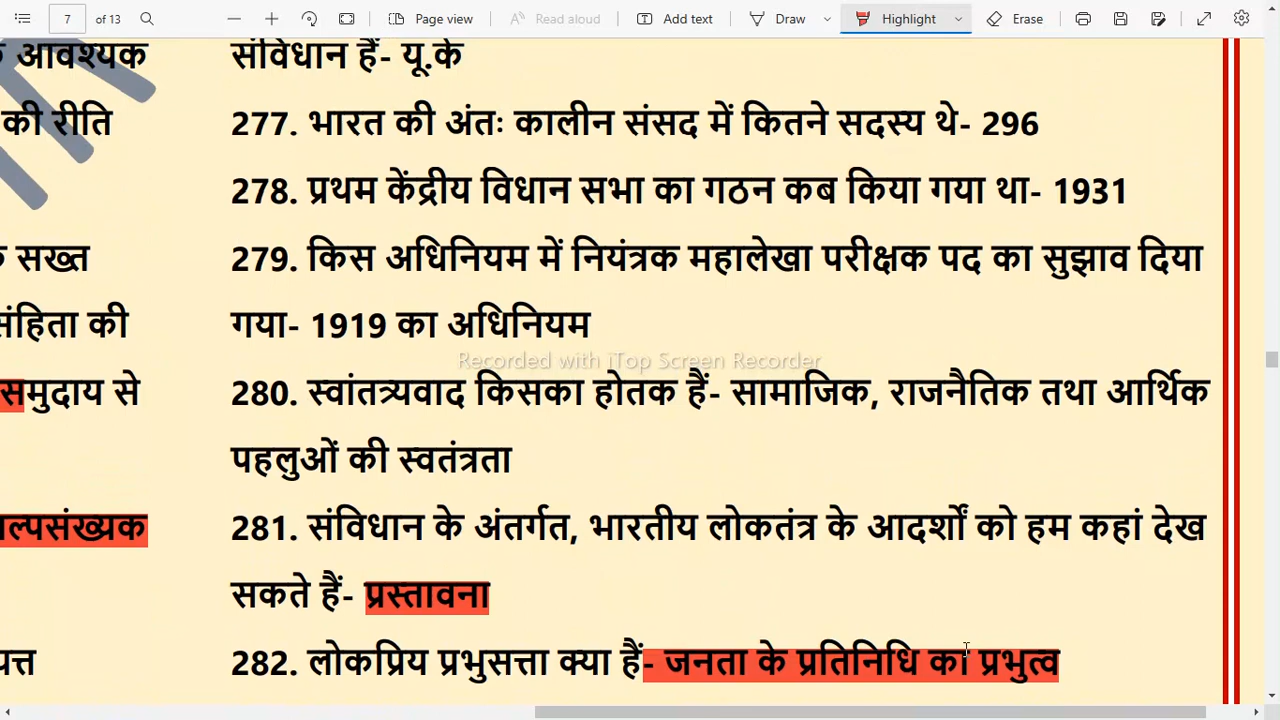 7 of 13 Page view Read aloud Add text Draw Highlight Erase
आवश्यक
की रीति
सख्त
संहिता की
समुदाय से
ल्पसंख्यक
संविधान हैं- यू.के
277. भारत की अंतः कालीन संसद में कितने सदस्य थे- 296
278. प्रथम केंद्रीय विधान सभा का गठन कब किया गया था- 1931
279. किस अधिनियम में नियंत्रक महालेखा परीक्षक पद का सुझाव दिया
गया- 1919 का अधिनियम
Recorded with iTop Screen Recorder
280. स्वांतत्र्यवाद किसका होतक हैं- सामाजिक, राजनैतिक तथा आर्थिक
पहलुओं की स्वतंत्रता
281. संविधान के अंतर्गत, भारतीय लोकतंत्र के आदर्शों को हम कहां देख
सकते हैं- प्रस्तावना
282. लोकप्रिय प्रभुसत्ता क्या हैं- जनता के प्रतिनिधि का प्रभुत्व